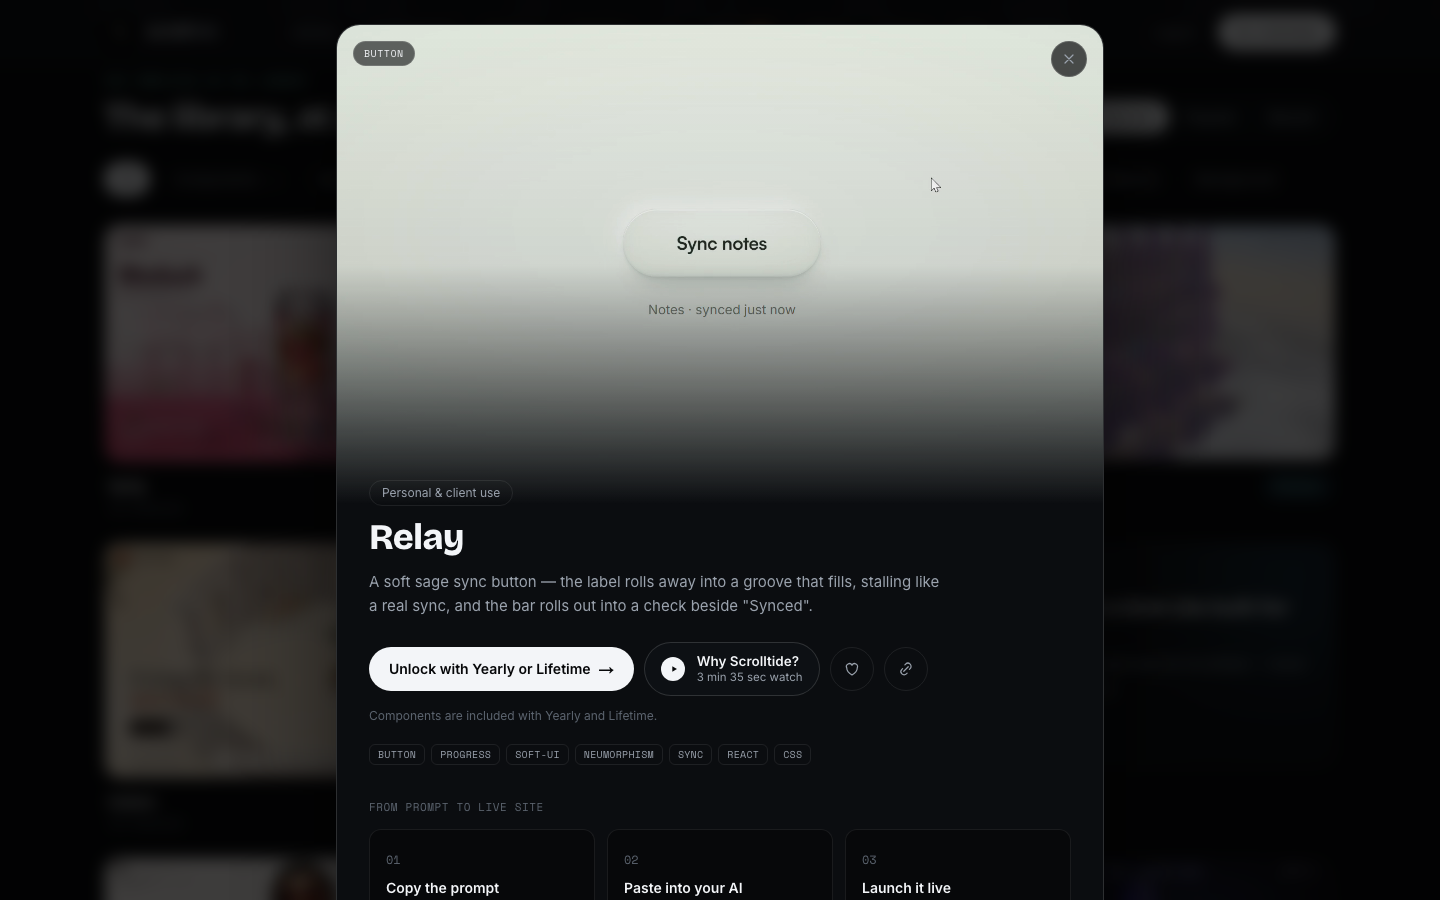 BUTTON
Sync notes
Notes · synced just now
Personal & client use
Relay
A soft sage sync button — the label rolls away into a groove that fills, stalling like
a real sync, and the bar rolls out into a check beside "Synced".
Unlock with Yearly or Lifetime →
Why Scrolltide?
3 min 35 sec watch
Components are included with Yearly and Lifetime.
BUTTON PROGRESS SOFT-UI NEUMORPHISM SYNC REACT CSS
FROM PROMPT TO LIVE SITE
01 02 03
Copy the prompt Paste into your AI Launch it live